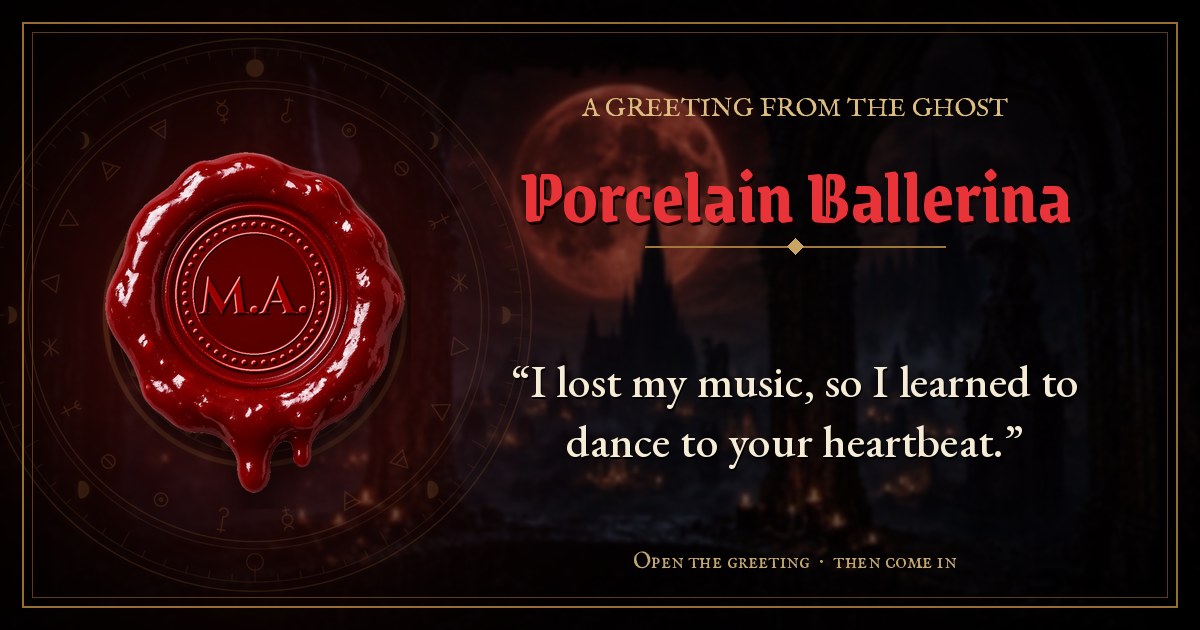 A GREETING FROM THE GHOST
Porcelain Ballerina
M.A.
“I lost my music, so I learned to
dance to your heartbeat.”
Open the greeting · then come in